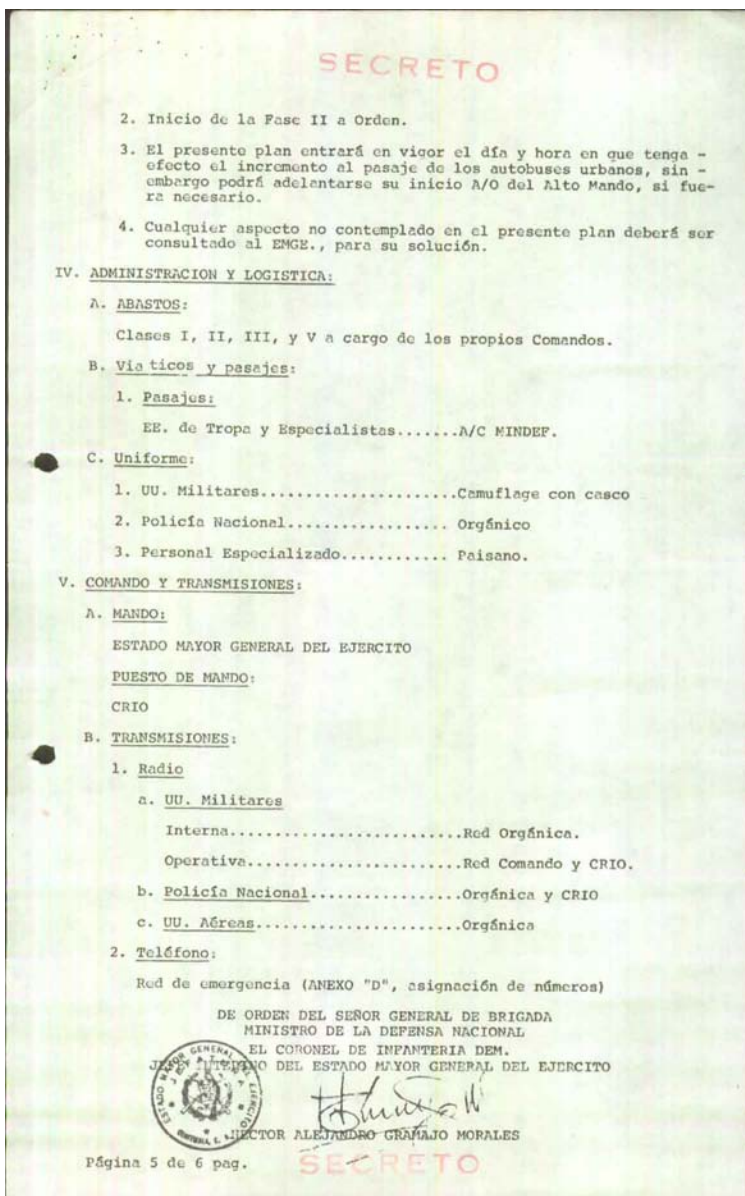 SECRETO
2. Inicio de la Fase II a Orden.
3. El presente plan entrará en vigor el día y hora en que tenga -
efecto el incremento al pasaje de los autobuses urbanos, sin -
embargo podrá adelantarse su inicio A/O del Alto Mando, si fue-
ra necesario.
4. Cualquier aspecto no contemplado en el presente plan deberá ser
consultado al EMGE., para su solución.
IV. ADMINISTRACION Y LOGISTICA:
A. ABASTOS:
Clases I, II, III, y V a cargo de los propios Comandos.
B. Via ticos y pasajes:
1. Pasajes:
EE. de Tropa y Especialistas.......A/C MINDEF.
C. Uniforme:
1. UU. Militares......................Camuflage con casco
2. Policía Nacional................. Orgánico
3. Personal Especializado............ Paisano.
V. COMANDO Y TRANSMISIONES:
A. MANDO:
ESTADO MAYOR GENERAL DEL EJERCITO
PUESTO DE MANDO:
CRIO
B. TRANSMISIONES:
1. Radio
a. UU. Militares
Interna..........................Red Orgánica.
Operativa........................Red Comando y CRIO.
b. Policía Nacional.................Orgánica y CRIO
c. UU. Aéreas.......................Orgánica
2. Teléfono:
Red de emergencia (ANEXO "D", asignación de números)
DE ORDEN DEL SEÑOR GENERAL DE BRIGADA
MINISTRO DE LA DEFENSA NACIONAL
EL CORONEL DE INFANTERIA DEM.
DEL ESTADO MAYOR GENERAL DEL EJERCITO
ESTADO MAYOR GENERAL DEL EJERCITO
HECTOR ALEJANDRO GRAMAJO MORALES
Página 5 de 6 pag.
SECRETO